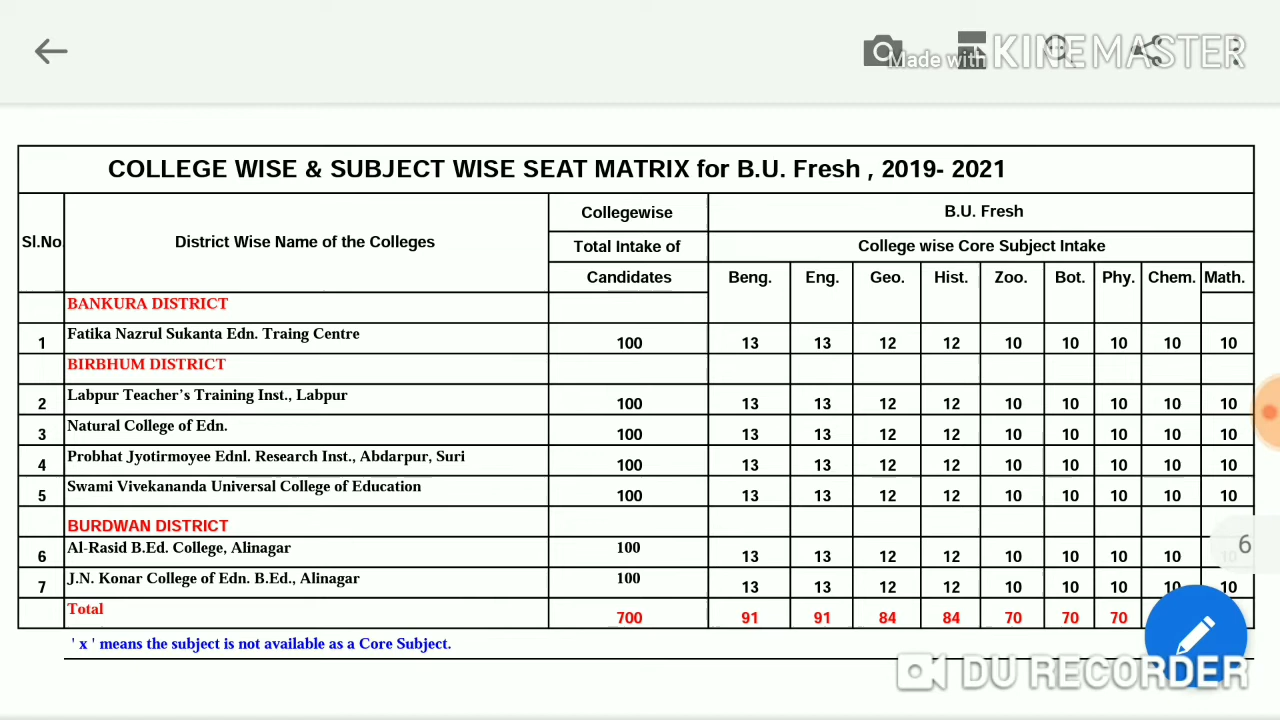 Made with KINEMASTER
COLLEGE WISE & SUBJECT WISE SEAT MATRIX for B.U. Fresh , 2019- 2021
Sl.No District Wise Name of the Colleges Collegewise Total Intake of Candidates B.U. Fresh
College wise Core Subject Intake
Beng. Eng. Geo. Hist. Zoo. Bot. Phy. Chem. Math.
BANKURA DISTRICT
1 Fatika Nazrul Sukanta Edn. Traing Centre 100 13 13 12 12 10 10 10 10 10
BIRBHUM DISTRICT
2 Labpur Teacher's Training Inst., Labpur 100 13 13 12 12 10 10 10 10 10
3 Natural College of Edn. 100 13 13 12 12 10 10 10 10 10
4 Probhat Jyotirmoyee Ednl. Research Inst., Abdarpur, Suri 100 13 13 12 12 10 10 10 10 10
5 Swami Vivekananda Universal College of Education 100 13 13 12 12 10 10 10 10 10
BURDWAN DISTRICT
6 Al-Rasid B.Ed. College, Alinagar 100 13 13 12 12 10 10 10 10 10
6
7 J.N. Konar College of Edn. B.Ed., Alinagar 100 13 13 12 12 10 10 10 10 10
Total 700 91 91 84 84 70 70 70
' x ' means the subject is not available as a Core Subject.
DU RECORDER